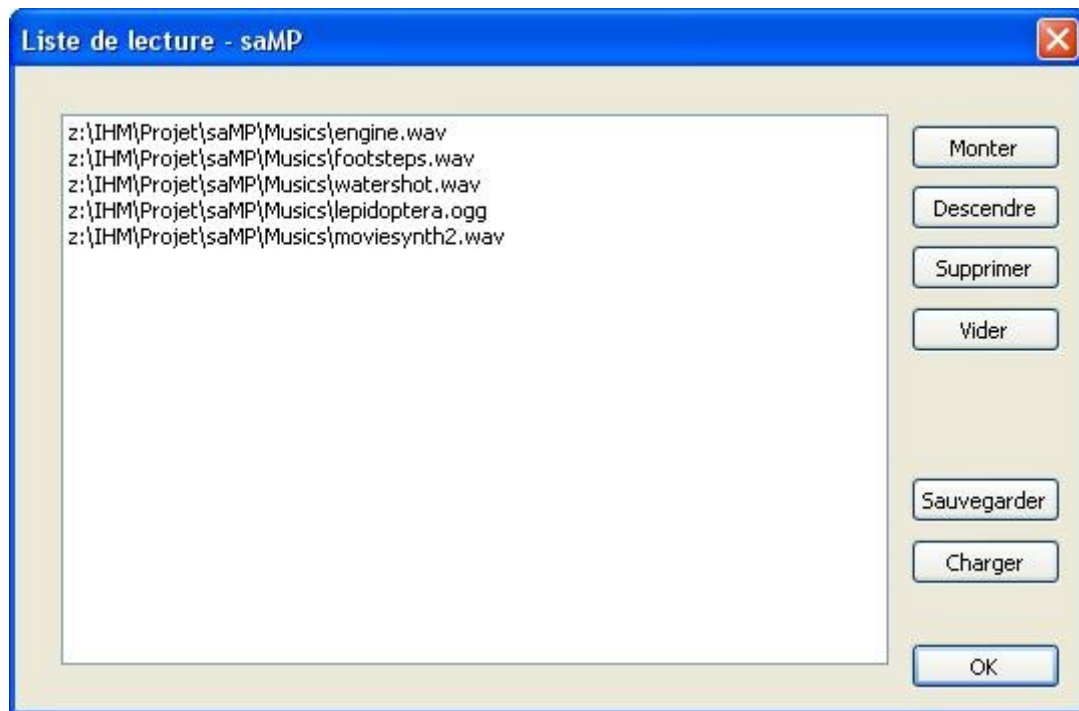 Liste de lecture - saMP
z:\IHM\Projet\saMP\Musics\engine.wav
z:\IHM\Projet\saMP\Musics\footsteps.wav
z:\IHM\Projet\saMP\Musics\watershot.wav
z:\IHM\Projet\saMP\Musics\lepidoptera.ogg
z:\IHM\Projet\saMP\Musics\moviesynth2.wav
Monter
Descendre
Supprimer
Vider
Sauvegarder
Charger
OK